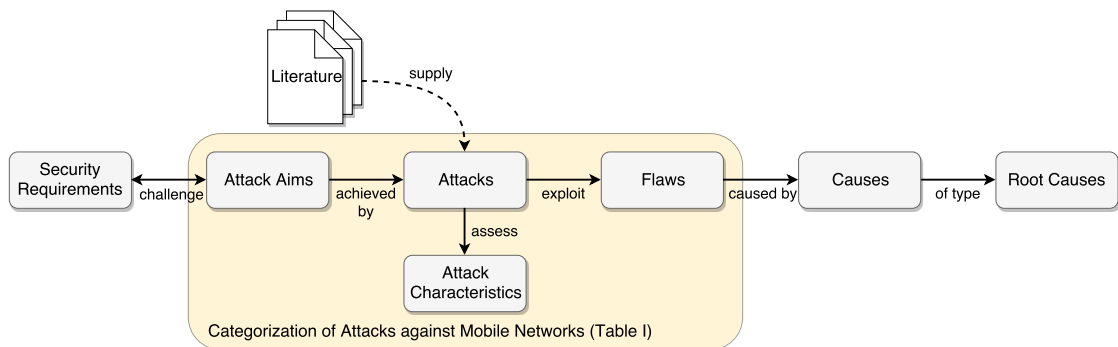 Literature
supply
Security
Requirements
challenge
Attack Aims
achieved
by
Attacks
exploit
Flaws
caused by
Causes
of type
Root Causes
assess
Attack
Characteristics
Categorization of Attacks against Mobile Networks (Table I)